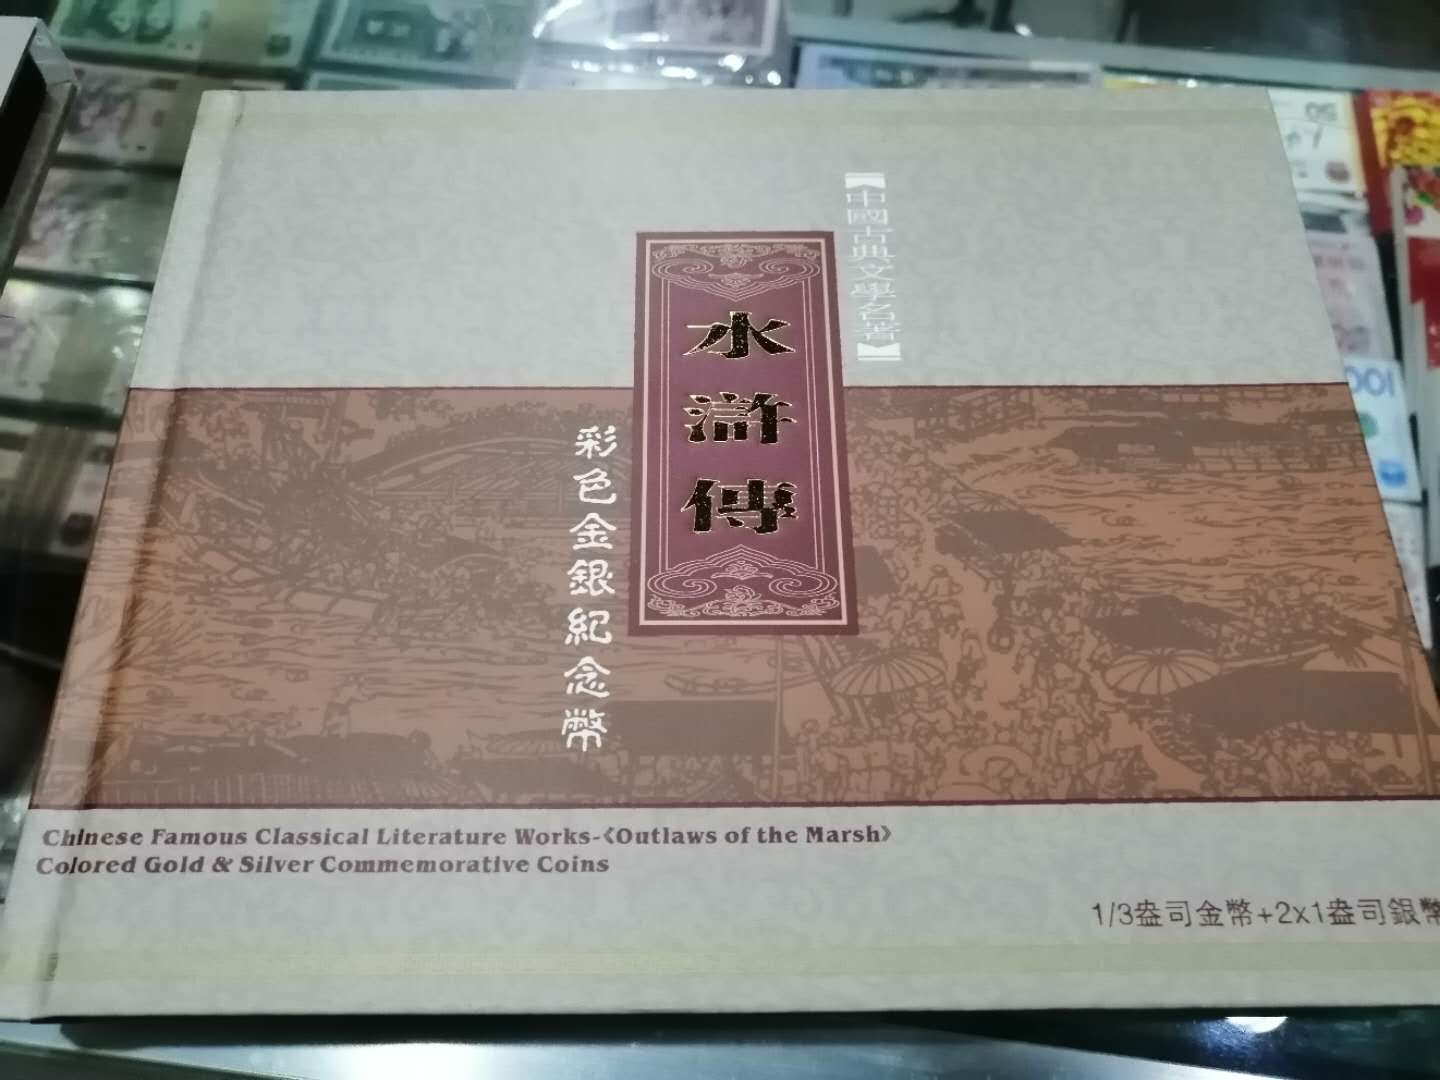 【中國古典文學名著】
水滸傳
彩色金銀紀念幣
Chinese Famous Classical Literature Works-《Outlaws of the Marsh》
Colored Gold & Silver Commemorative Coins
1/3盎司金幣+2x1盎司銀幣
100
50